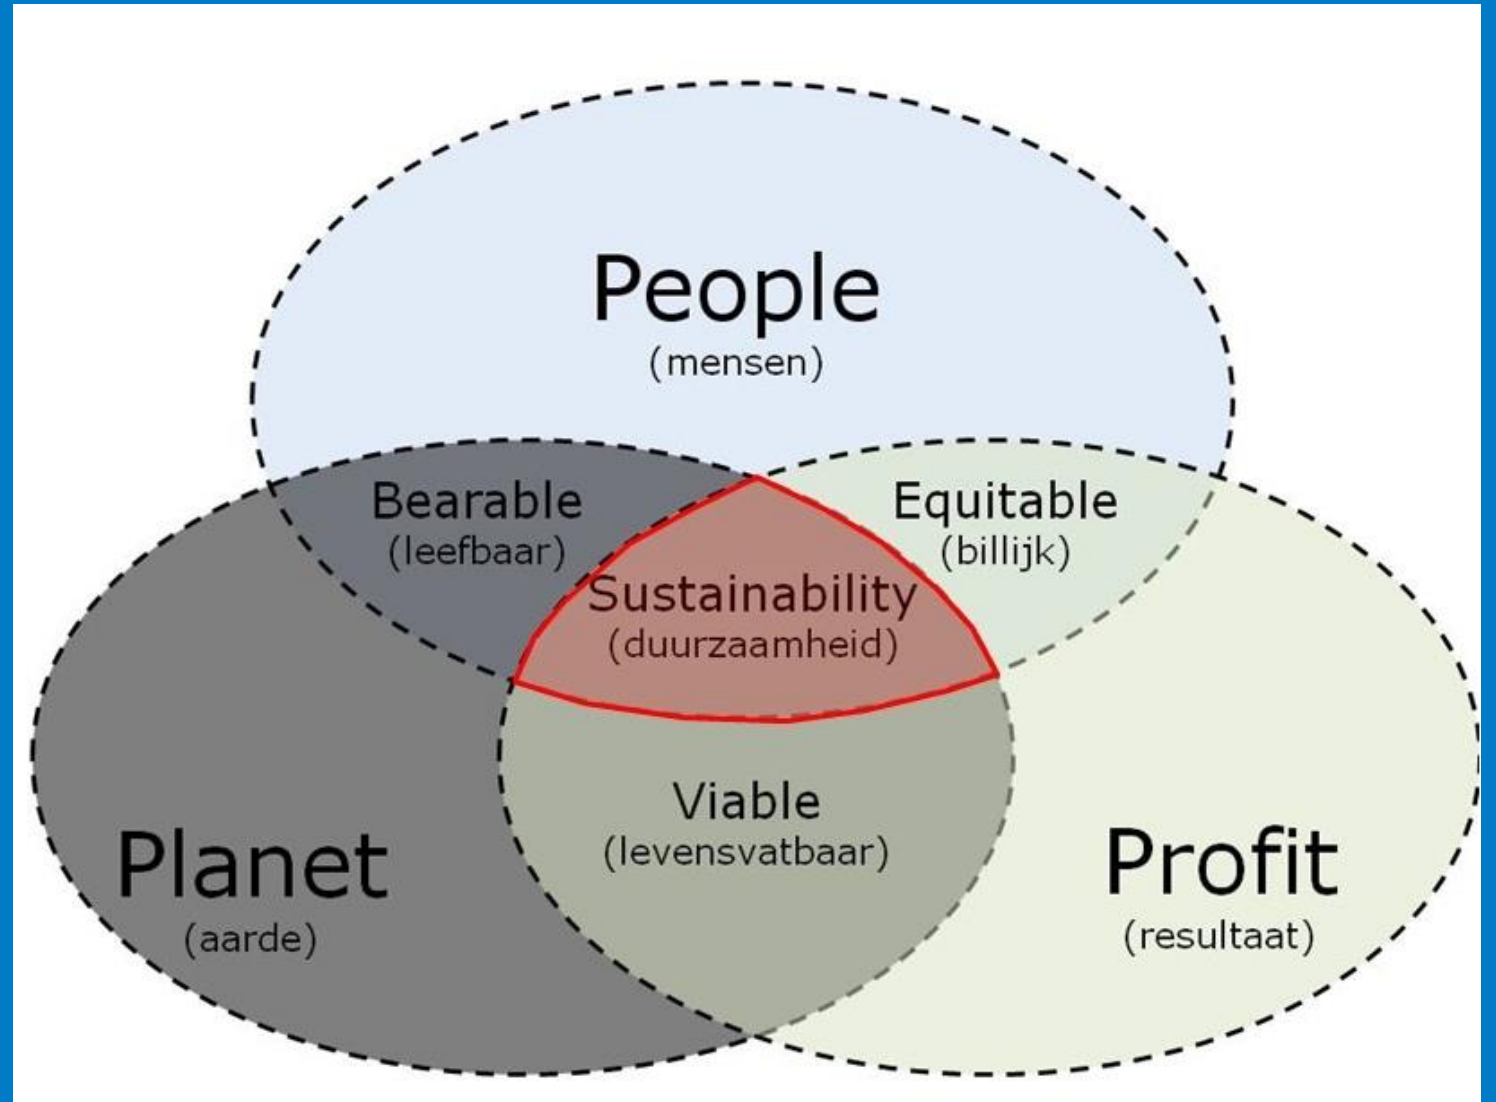 People
(mensen)
Bearable
(leefbaar)
Equitable
(billijk)
Sustainability
(duurzaamheid)
Viable
(levensvatbaar)
Planet
(aarde)
Profit
(resultaat)